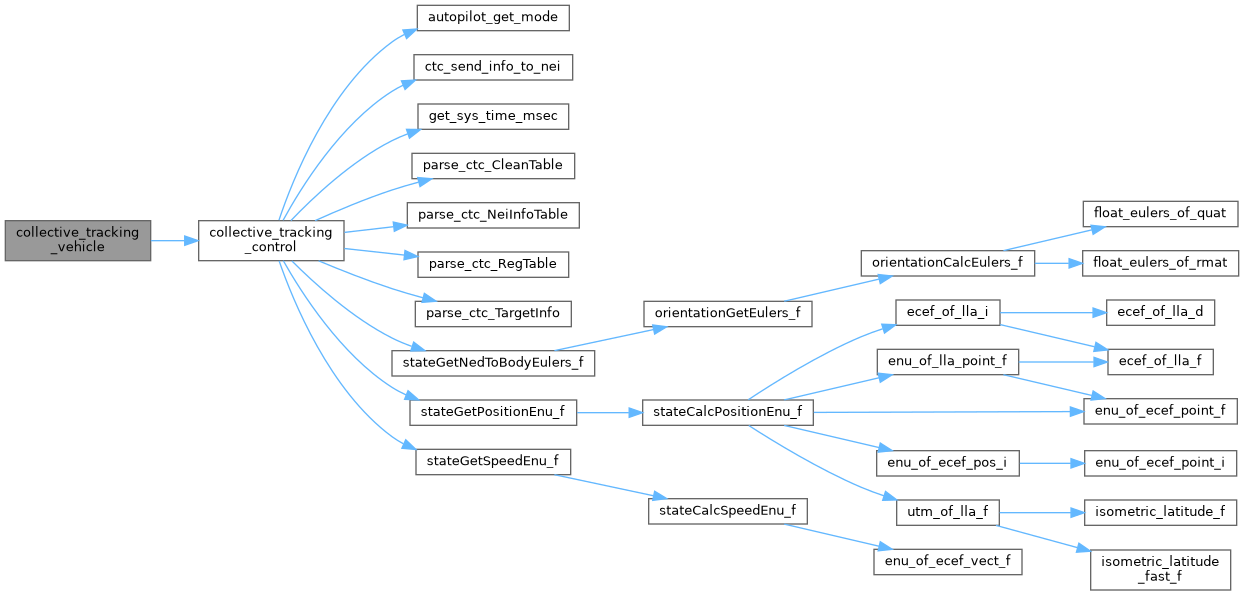 collective_tracking
_vehicle
collective_tracking
_control
autopilot_get_mode
ctc_send_info_to_nei
get_sys_time_msec
parse_ctc_CleanTable
parse_ctc_NeiInfoTable
parse_ctc_RegTable
parse_ctc_TargetInfo
stateGetNedToBodyEulers_f
stateGetPositionEnu_f
stateGetSpeedEnu_f
orientationGetEulers_f
stateCalcPositionEnu_f
stateCalcSpeedEnu_f
orientationCalcEulers_f
ecef_of_lla_i
enu_of_lla_point_f
enu_of_ecef_pos_i
utm_of_lla_f
enu_of_ecef_vect_f
float_eulers_of_quat
float_eulers_of_rmat
ecef_of_lla_d
ecef_of_lla_f
enu_of_ecef_point_f
enu_of_ecef_point_i
isometric_latitude_f
isometric_latitude
_fast_f